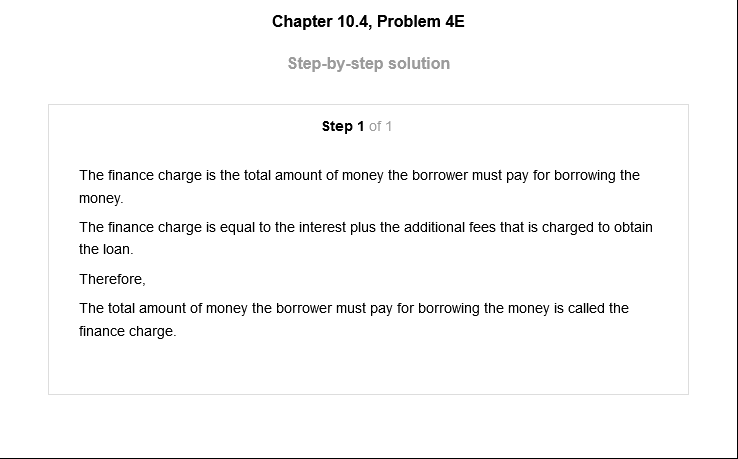 Chapter 10.4, Problem 4E
Step-by-step solution
Step 1 of 1
The finance charge is the total amount of money the borrower must pay for borrowing the
money.
The finance charge is equal to the interest plus the additional fees that is charged to obtain
the loan.
Therefore,
The total amount of money the borrower must pay for borrowing the money is called the
finance charge.